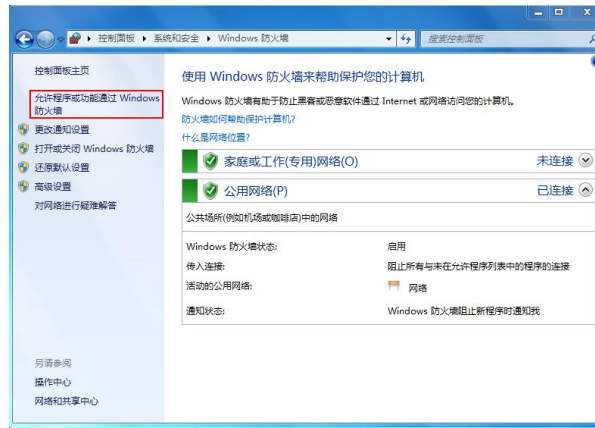 控制面板 ▸ 系统和安全 ▸ Windows 防火墙
搜索控制面板
控制面板主页
允许程序或功能通过 Windows
防火墙
更改通知设置
打开或关闭 Windows 防火墙
还原默认设置
高级设置
对网络进行疑难解答
另请参阅
操作中心
网络和共享中心
使用 Windows 防火墙来帮助保护您的计算机
Windows 防火墙有助于防止黑客或恶意软件通过 Internet 或网络访问您的计算机。
防火墙如何帮助保护计算机?
什么是网络位置?
家庭或工作(专用)网络(O) 未连接
公用网络(P) 已连接
公共场所(例如机场或咖啡店)中的网络
Windows 防火墙状态: 启用
传入连接: 阻止所有与未在允许程序列表中的程序的连接
活动的公用网络: 网络
通知状态: Windows 防火墙阻止新程序时通知我